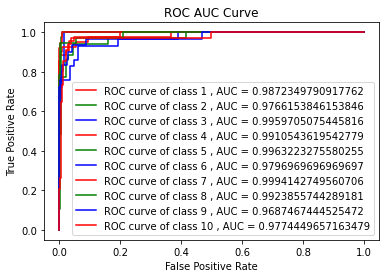 ROC AUC Curve
True Positive Rate
1.0
0.8
0.6
0.4
0.2
0.0
ROC curve of class 1 , AUC = 0.9872349790917762
ROC curve of class 2 , AUC = 0.9766153846153846
ROC curve of class 3 , AUC = 0.9959705075445816
ROC curve of class 4 , AUC = 0.9910543619542779
ROC curve of class 5 , AUC = 0.9963223275580255
ROC curve of class 6 , AUC = 0.9796969696969697
ROC curve of class 7 , AUC = 0.9994142749560706
ROC curve of class 8 , AUC = 0.9923855744289181
ROC curve of class 9 , AUC = 0.9687467444525472
ROC curve of class 10 , AUC = 0.9774449657163479
0.0 0.2 0.4 0.6 0.8 1.0
False Positive Rate